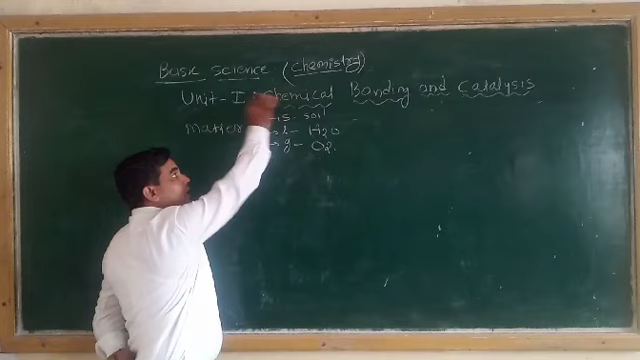 Basic Science (Chemistry)
Unit-I Chemical Bonding and Catalysis
s. soil
Matter l- H2O
→ g- O2.